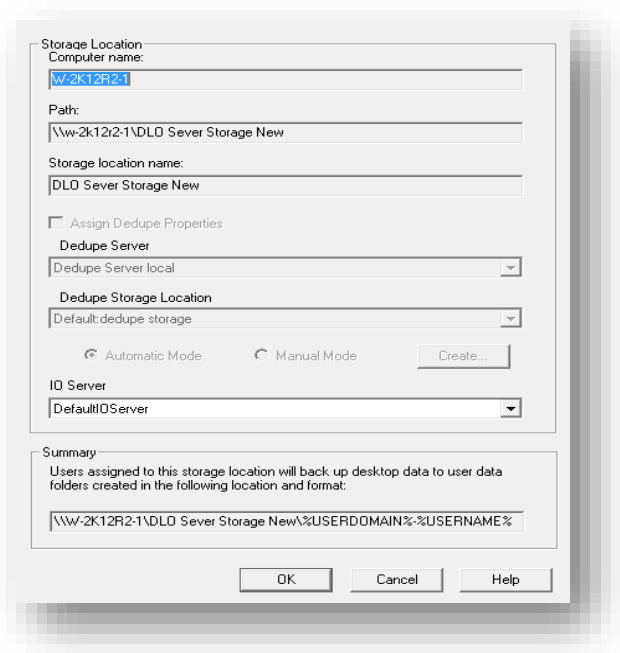 Storage Location
Computer name:
W-2K12R2-1
Path:
\\w-2k12r2-1\DLO Sever Storage New
Storage location name:
DLO Sever Storage New
Assign Dedupe Properties
Dedupe Server
Dedupe Server local
Dedupe Storage Location
Default:dedupe storage
Automatic Mode Manual Mode Create...
IO Server
DefaultIOServer
Summary
Users assigned to this storage location will back up desktop data to user data
folders created in the following location and format:
\\W-2K12R2-1\DLO Sever Storage New\%USERDOMAIN%-%USERNAME%
OK Cancel Help